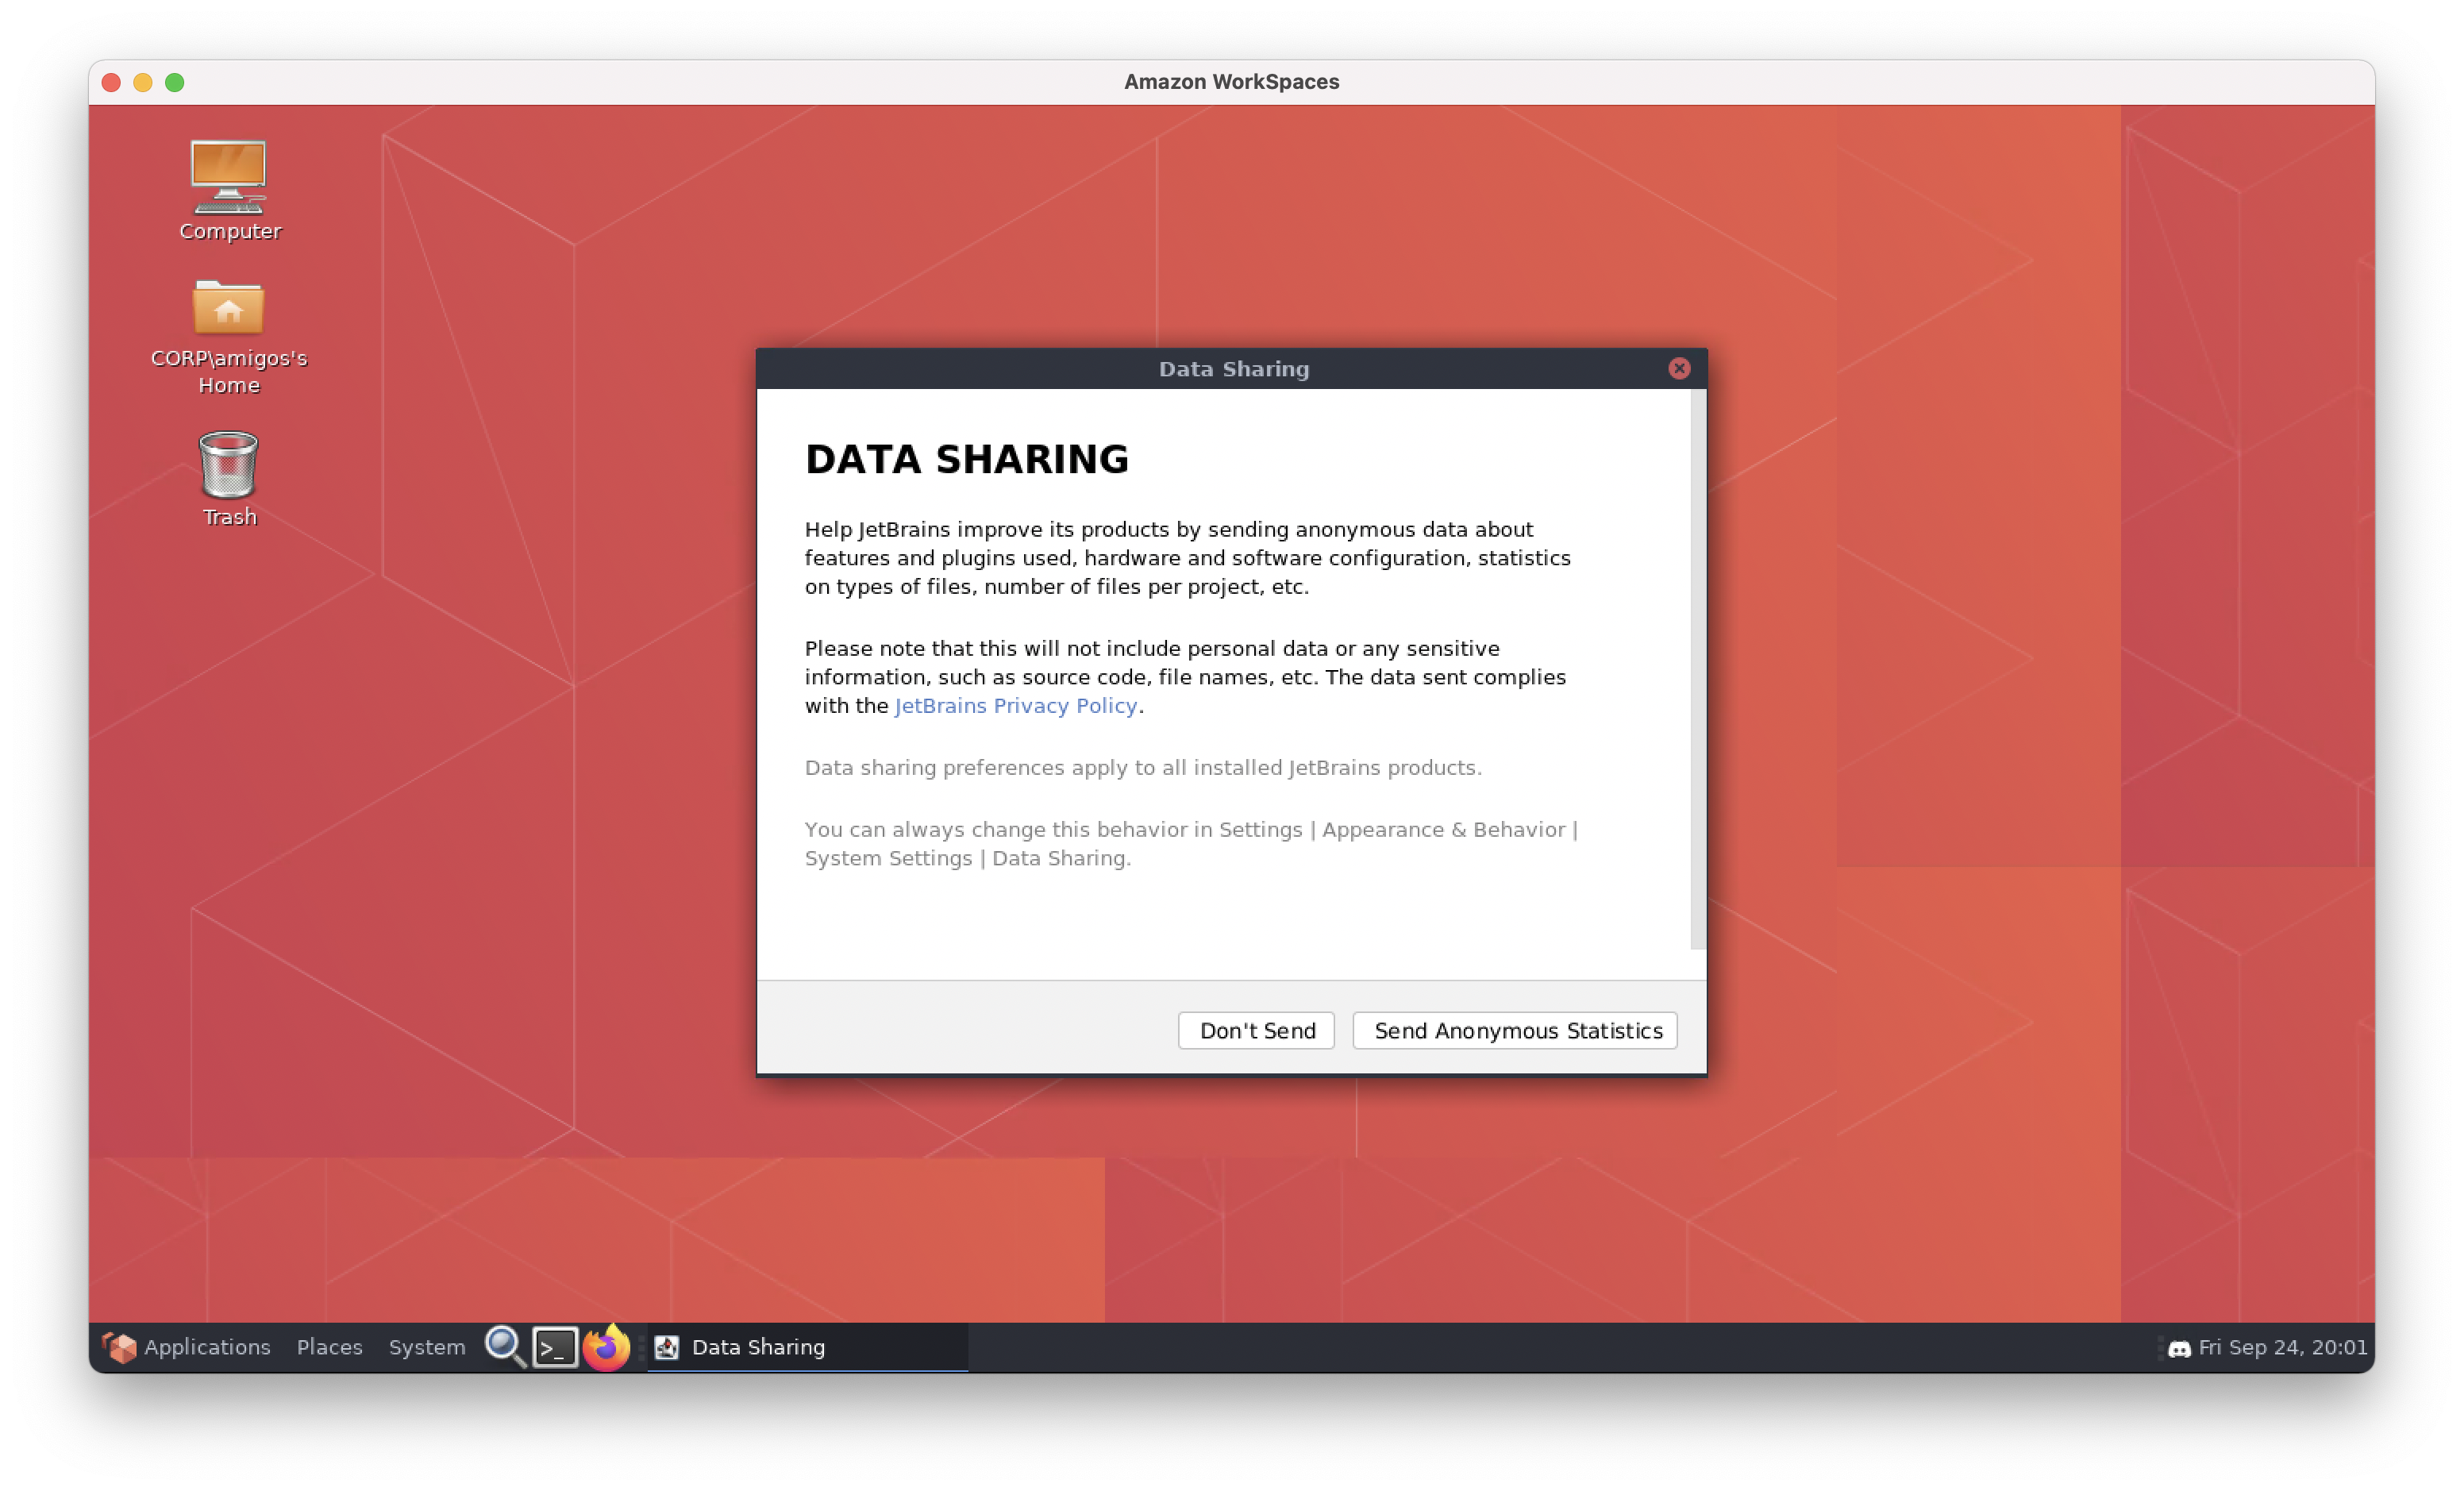 Amazon WorkSpaces
Computer
CORP\amigos's
Home
Trash
Data Sharing
DATA SHARING
Help JetBrains improve its products by sending anonymous data about
features and plugins used, hardware and software configuration, statistics
on types of files, number of files per project, etc.
Please note that this will not include personal data or any sensitive
information, such as source code, file names, etc. The data sent complies
with the JetBrains Privacy Policy.
Data sharing preferences apply to all installed JetBrains products.
You can always change this behavior in Settings | Appearance & Behavior |
System Settings | Data Sharing.
Don't Send
Send Anonymous Statistics
Applications
Places
System
>_
Data Sharing
Fri Sep 24, 20:01